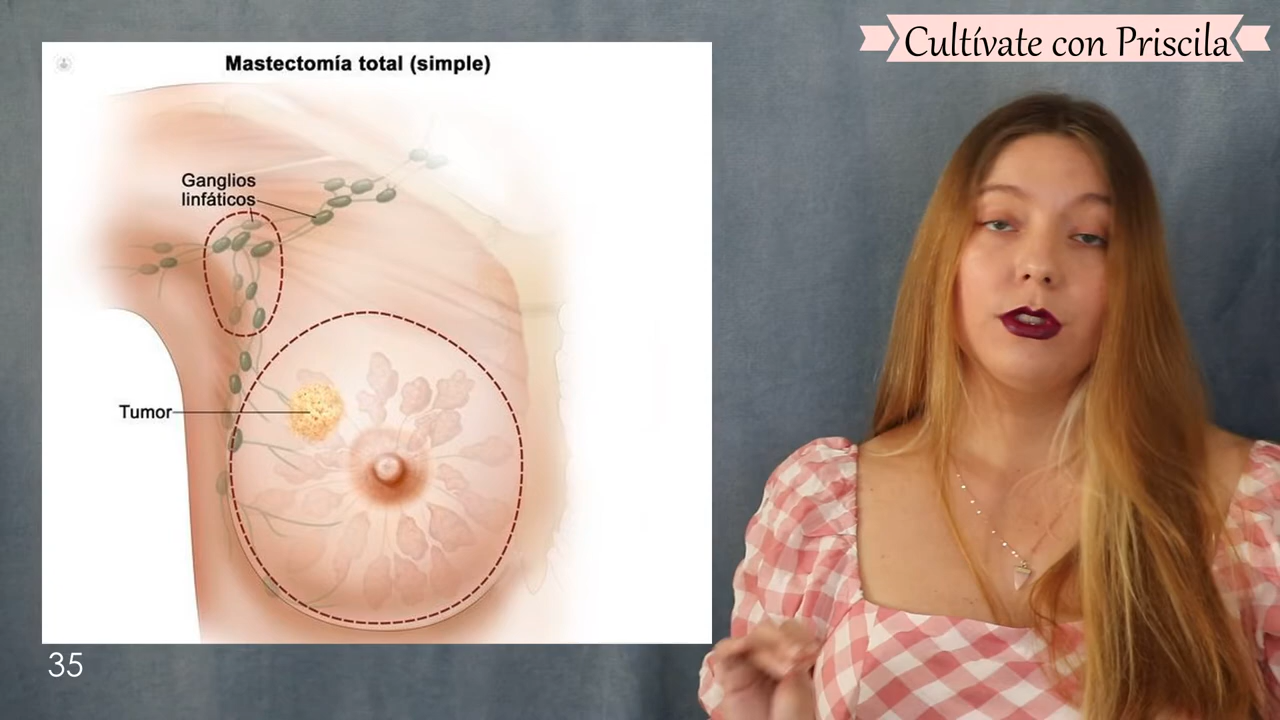 Cultívate con Priscila
Mastectomía total (simple)
Ganglios
linfáticos
Tumor
35